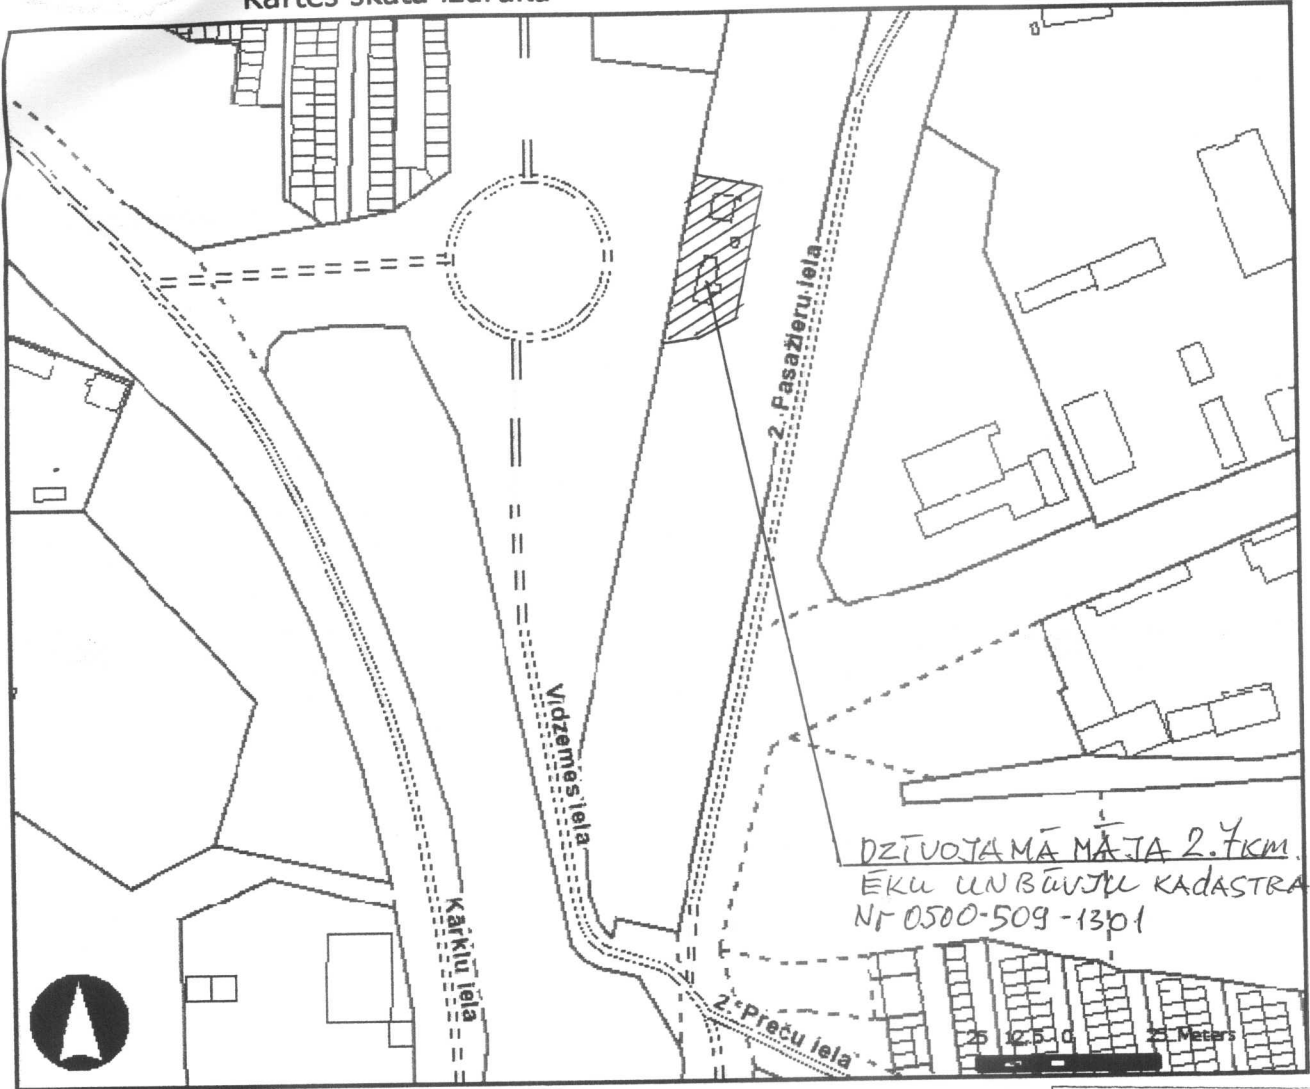 Kartes skata izdruka
2. Pasažieru iela
Vidzemes iela
DZĪVOJAMĀ MĀJA 2.7KM.
ĒKU UN BŪVJU KADASTRA
Nr 0500-509-1301
Kārklu iela
2. Preču iela
25 12.5 0 25 Meters